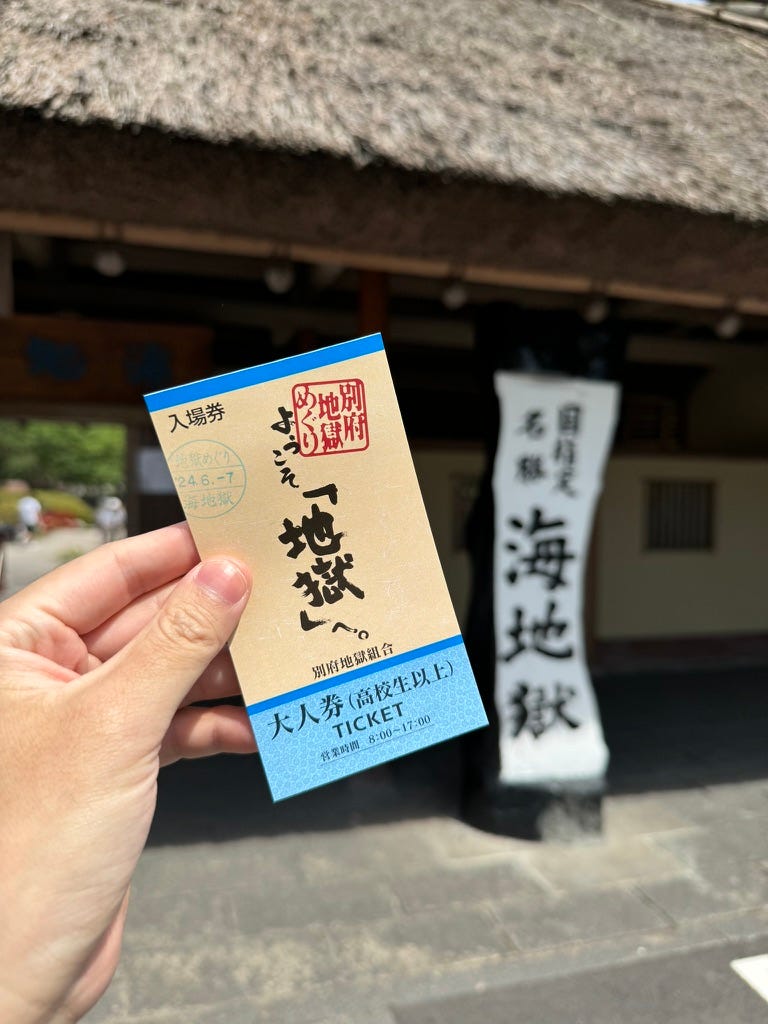 入場券
別府
地獄
めぐり
地獄めぐり
24.6.-7
海地獄
ようこそ
「地獄」へ。
別府地獄組合
大人券(高校生以上)
TICKET
営業時間 8:00~17:00
国指定
名勝
海地獄